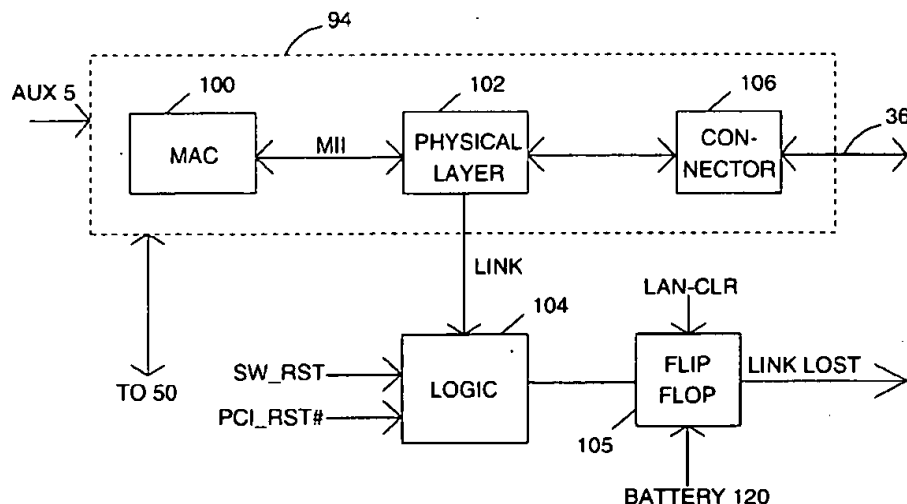 94
AUX 5
100
102
106
36
MAC
MII
PHYSICAL
LAYER
CON-
NECTOR
LINK
104
LAN-CLR
TO 50
SW_RST
PCI_RST#
LOGIC
FLIP
FLOP
LINK LOST
105
BATTERY 120